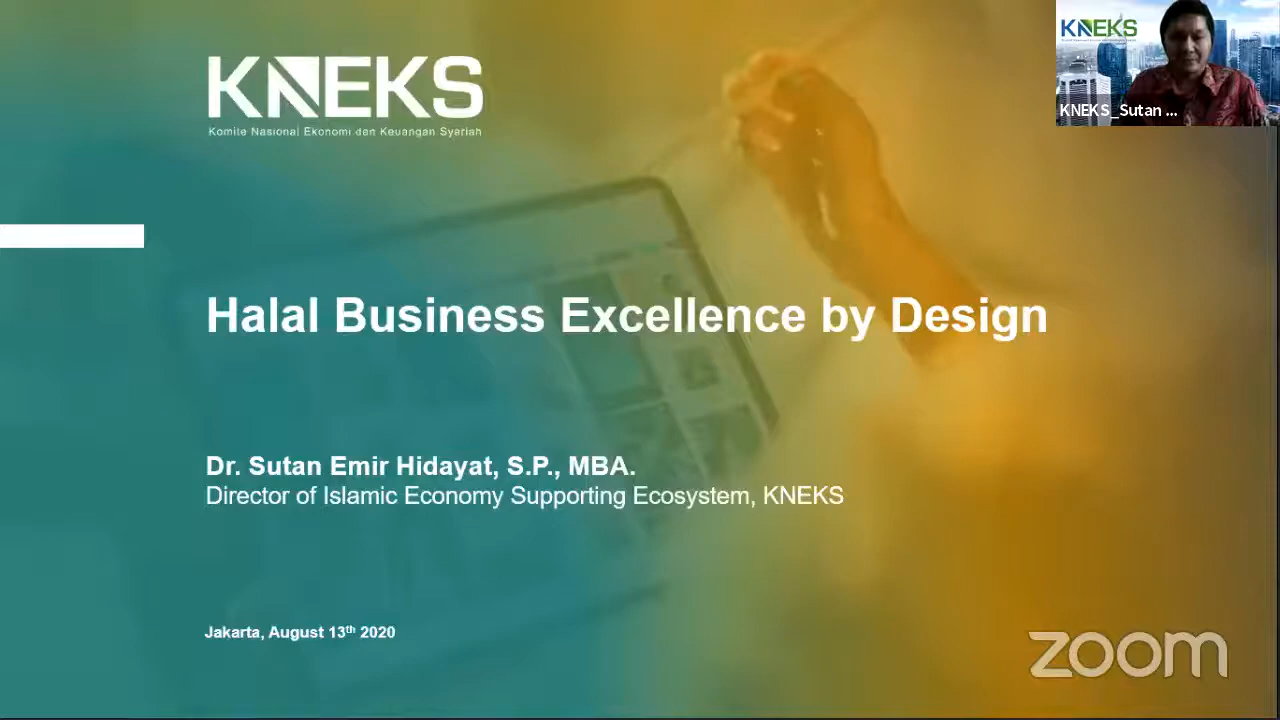 KNEKS
Komite Nasional Ekonomi dan Keuangan Syariah
KNEKS
KNEKS_Sutan ...
Halal Business Excellence by Design
Dr. Sutan Emir Hidayat, S.P., MBA.
Director of Islamic Economy Supporting Ecosystem, KNEKS
Jakarta, August 13th 2020
zoom